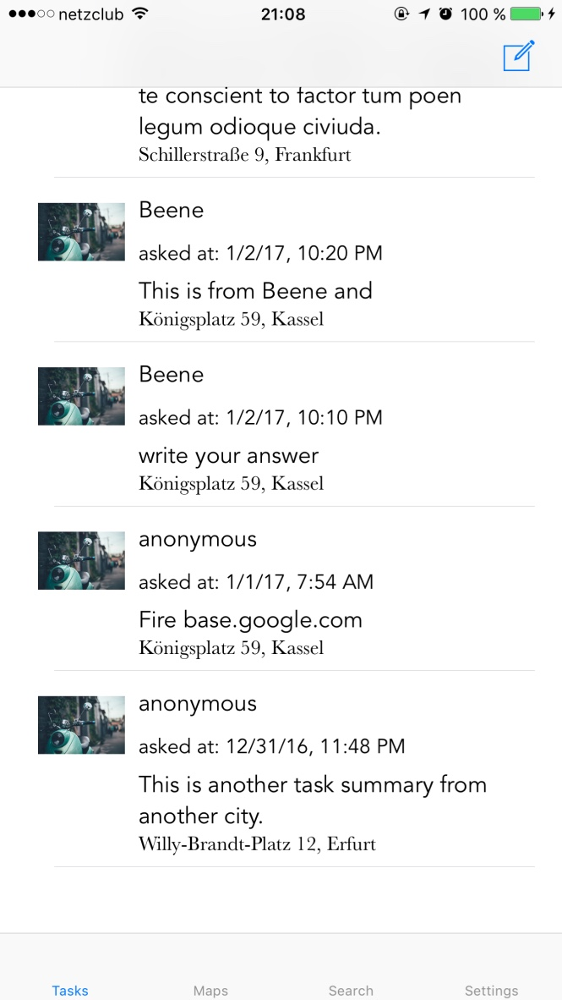 netzclub 21:08 100 %
te conscient to factor tum poen
legum odioque civiuda.
Schillerstraße 9, Frankfurt
Beene
asked at: 1/2/17, 10:20 PM
This is from Beene and
Königsplatz 59, Kassel
Beene
asked at: 1/2/17, 10:10 PM
write your answer
Königsplatz 59, Kassel
anonymous
asked at: 1/1/17, 7:54 AM
Fire base.google.com
Königsplatz 59, Kassel
anonymous
asked at: 12/31/16, 11:48 PM
This is another task summary from
another city.
Willy-Brandt-Platz 12, Erfurt
Tasks Maps Search Settings